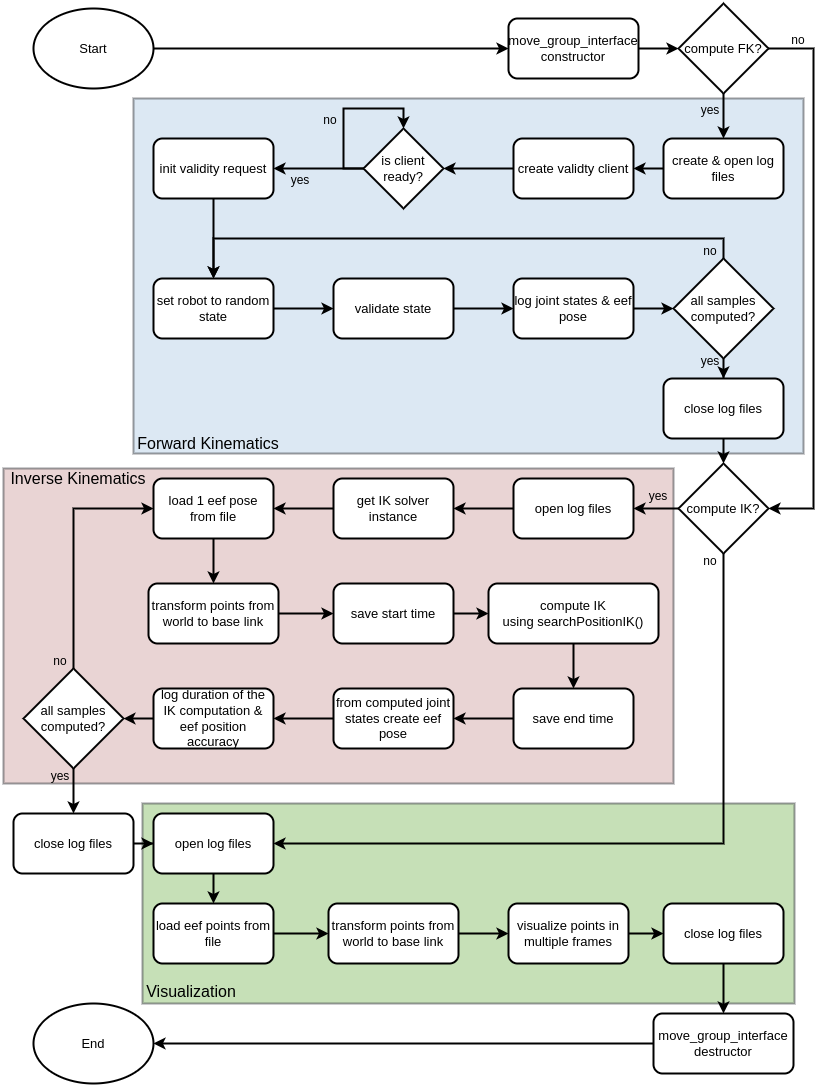 Start
move_group_interface
constructor
compute FK?
no
yes
create & open log
files
create validty client
is client
ready?
no
yes
init validity request
set robot to random
state
validate state
log joint states & eef
pose
all samples
computed?
no
yes
close log files
Forward Kinematics
Inverse Kinematics
compute IK?
yes
no
open log files
get IK solver
instance
load 1 eef pose
from file
transform points from
world to base link
save start time
compute IK
using searchPositionIK()
save end time
from computed joint
states create eef
pose
log duration of the
IK computation &
eef position
accuracy
all samples
computed?
no
yes
close log files
open log files
load eef points from
file
transform points from
world to base link
visualize points in
multiple frames
close log files
Visualization
move_group_interface
destructor
End